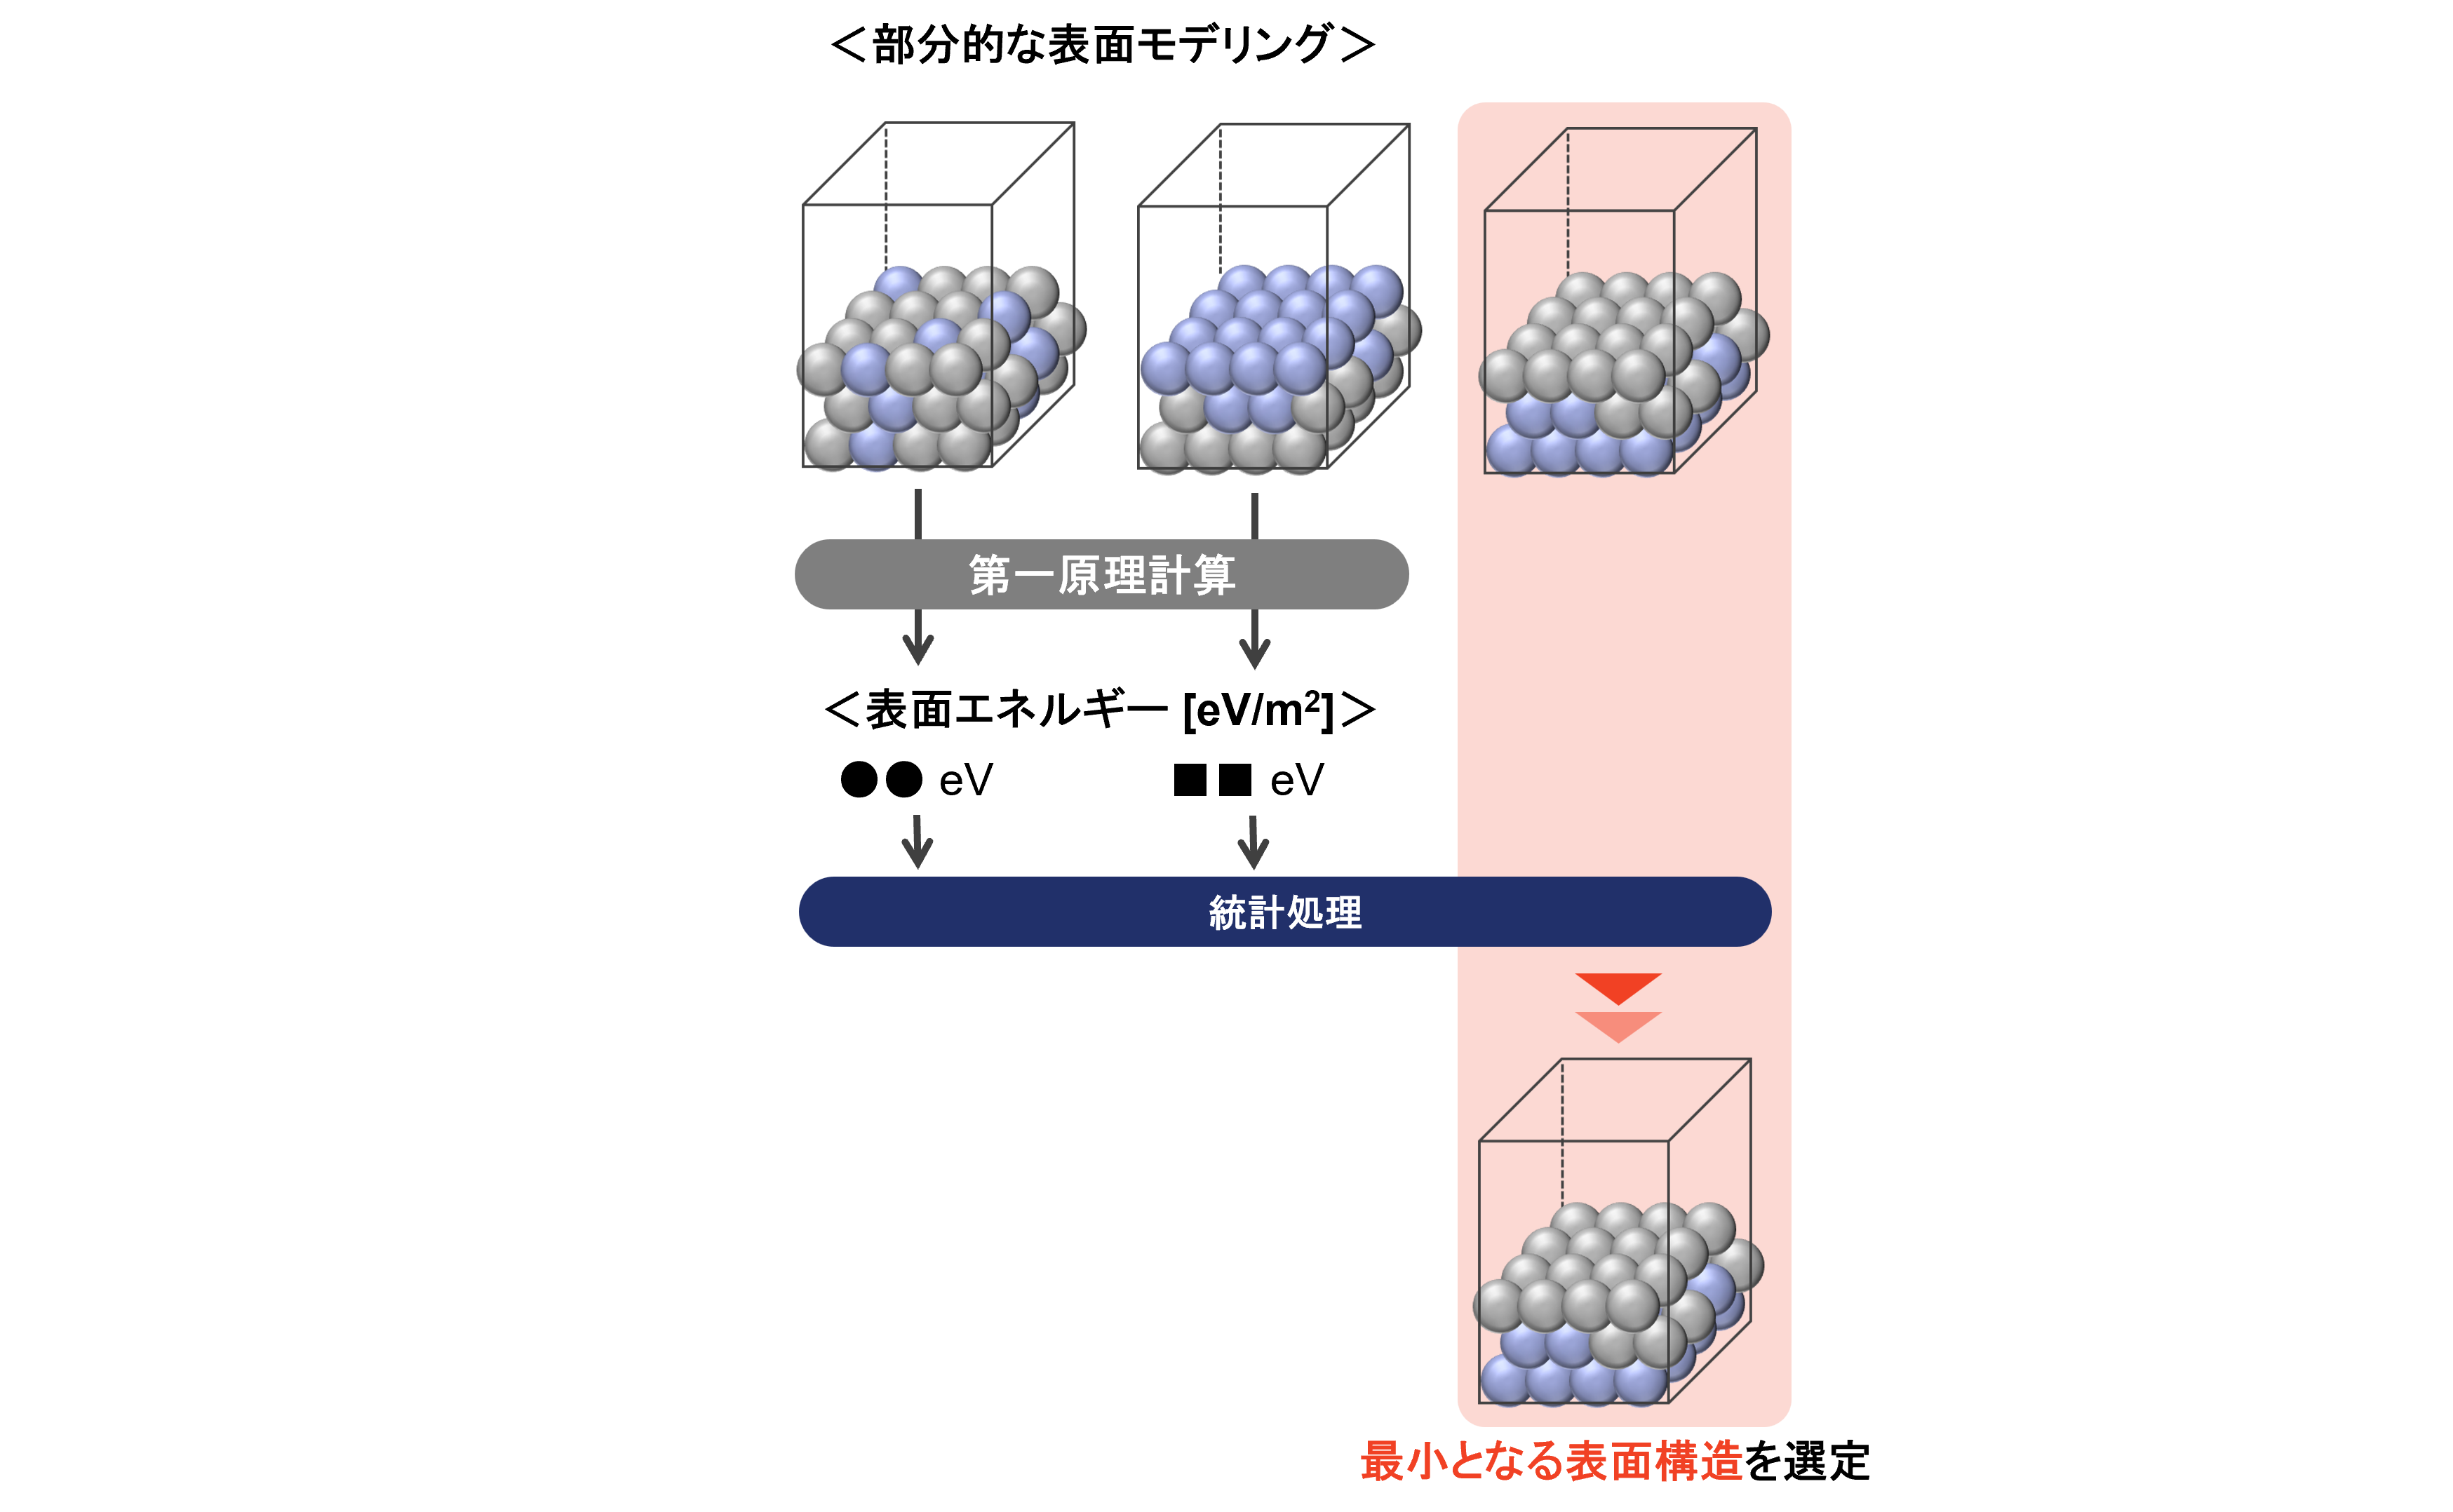 ＜部分的な表面モデリング＞
第一原理計算
＜表面エネルギー [eV/m²]＞
●● eV
■■ eV
統計処理
最小となる表面構造を選定